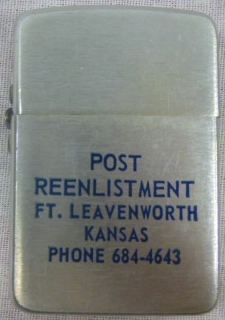 POST
REENLISTMENT
FT. LEAVENWORTH
KANSAS
PHONE 684-4643